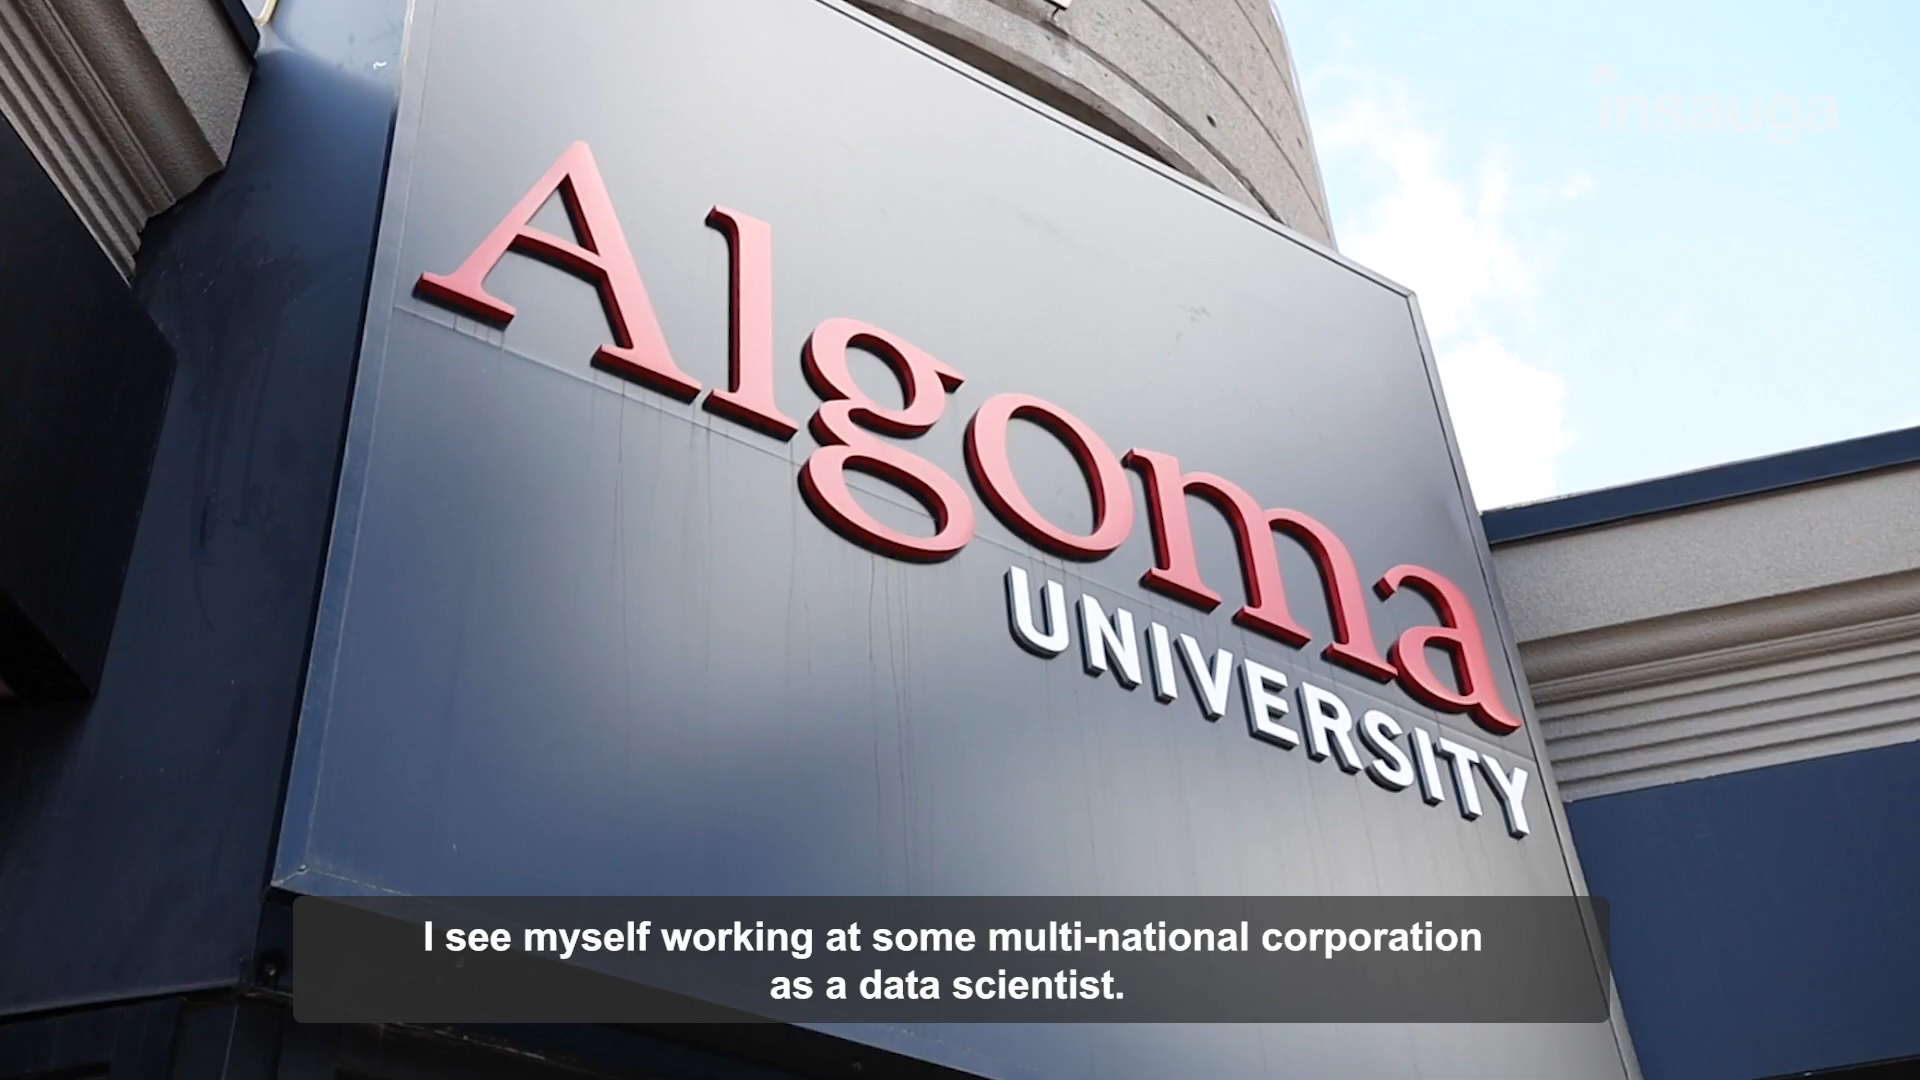 insauga
Algoma
UNIVERSITY
I see myself working at some multi-national corporation
as a data scientist.